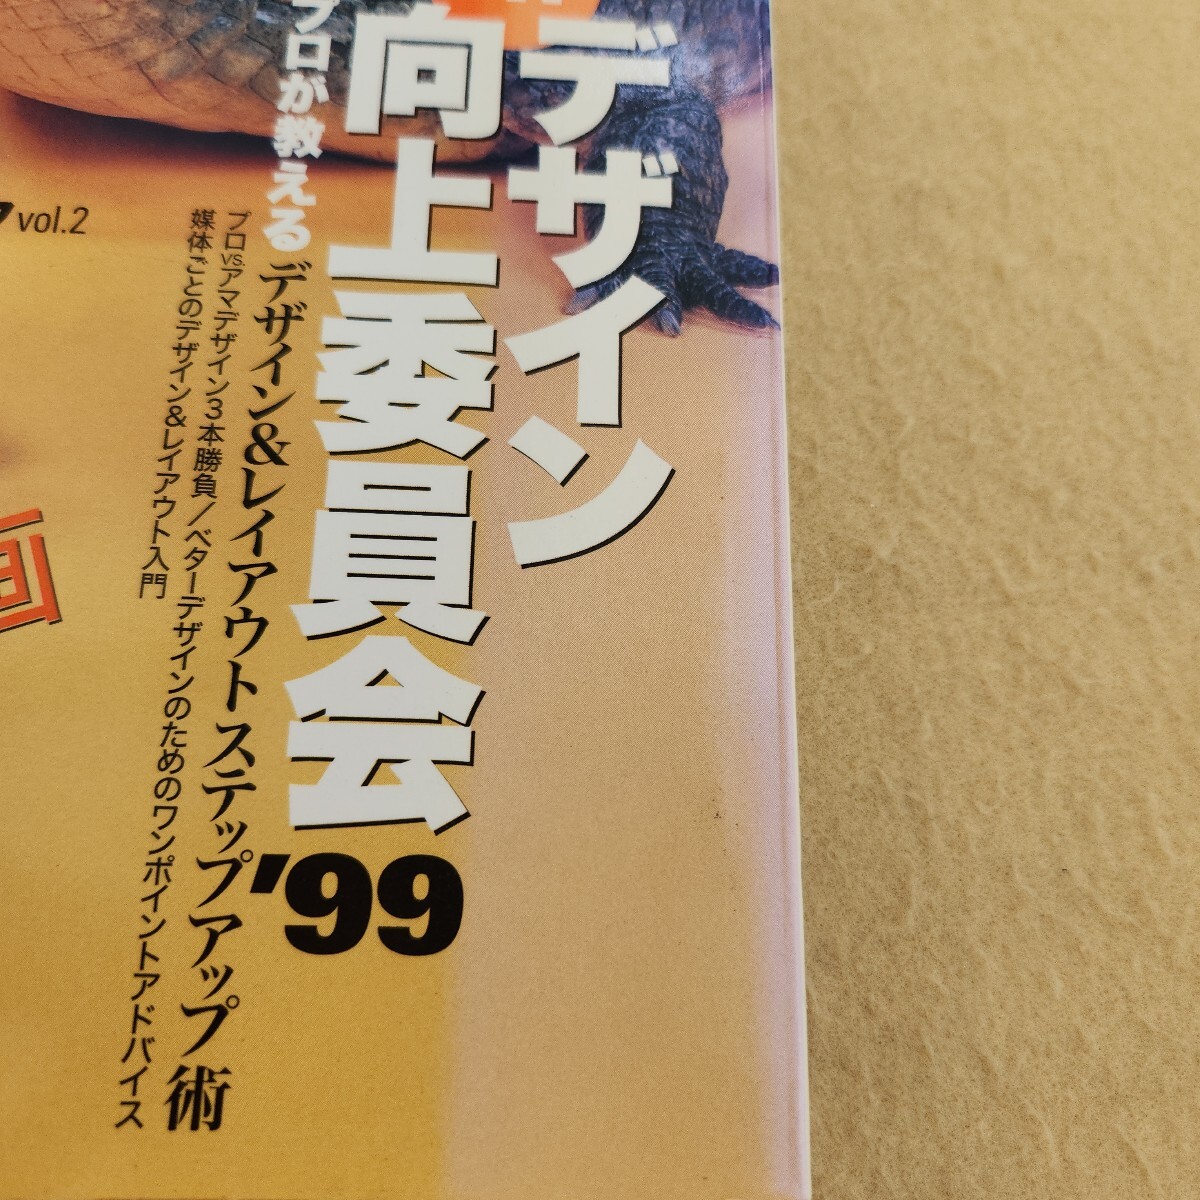 デザイン
向上委員会
'99
プロが教える
デザイン&レイアウトステップアップ術
プロvs.アマデザイン3本勝負／ベターデザインのためのワンポイントアドバイス
媒体ごとのデザイン&レイアウト入門
vol.2
画